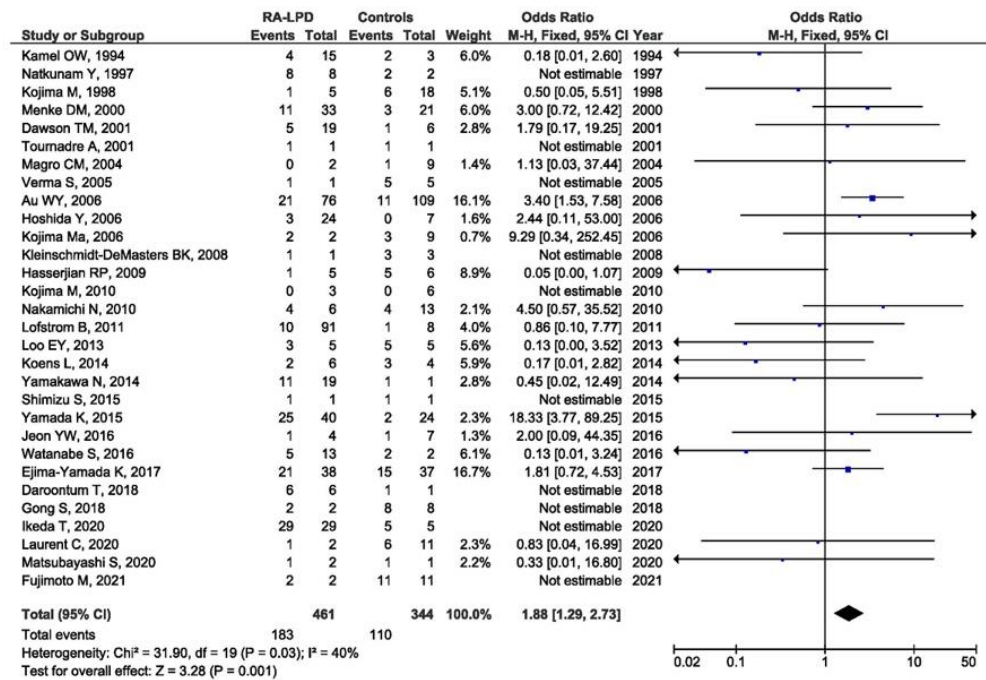 RA-LPD Controls Odds Ratio Odds Ratio
Study or Subgroup Events Total Events Total Weight M-H, Fixed, 95% CI Year M-H, Fixed, 95% CI
Kamel OW, 1994 4 15 2 3 6.0% 0.18 [0.01, 2.60] 1994
Natkunam Y, 1997 8 8 2 2 Not estimable 1997
Kojima M, 1998 1 5 6 18 5.1% 0.50 [0.05, 5.51] 1998
Menke DM, 2000 11 33 3 21 6.0% 3.00 [0.72, 12.42] 2000
Dawson TM, 2001 5 19 1 6 2.8% 1.79 [0.17, 19.25] 2001
Tournadre A, 2001 1 1 1 1 Not estimable 2001
Magro CM, 2004 0 2 1 9 1.4% 1.13 [0.03, 37.44] 2004
Verma S, 2005 1 1 5 5 Not estimable 2005
Au WY, 2006 21 76 11 109 16.1% 3.40 [1.53, 7.58] 2006
Hoshida Y, 2006 3 24 0 7 1.6% 2.44 [0.11, 53.00] 2006
Kojima Ma, 2006 2 2 3 9 0.7% 9.29 [0.34, 252.45] 2006
Kleinschmidt-DeMasters BK, 2008 1 1 3 3 Not estimable 2008
Hasserjian RP, 2009 1 5 5 6 8.9% 0.05 [0.00, 1.07] 2009
Kojima M, 2010 0 3 0 6 Not estimable 2010
Nakamichi N, 2010 4 6 4 13 2.1% 4.50 [0.57, 35.52] 2010
Lofstrom B, 2011 10 91 1 8 4.0% 0.86 [0.10, 7.77] 2011
Loo EY, 2013 3 5 5 5 5.6% 0.13 [0.00, 3.52] 2013
Koens L, 2014 2 6 3 4 5.9% 0.17 [0.01, 2.82] 2014
Yamakawa N, 2014 11 19 1 1 2.8% 0.45 [0.02, 12.49] 2014
Shimizu S, 2015 1 1 1 1 Not estimable 2015
Yamada K, 2015 25 40 2 24 2.3% 18.33 [3.77, 89.25] 2015
Jeon YW, 2016 1 4 1 7 1.3% 2.00 [0.09, 44.35] 2016
Watanabe S, 2016 5 13 2 2 6.1% 0.13 [0.01, 3.24] 2016
Ejima-Yamada K, 2017 21 38 15 37 16.7% 1.81 [0.72, 4.53] 2017
Daroontum T, 2018 6 6 1 1 Not estimable 2018
Gong S, 2018 2 2 8 8 Not estimable 2018
Ikeda T, 2020 29 29 5 5 Not estimable 2020
Laurent C, 2020 1 2 6 11 2.3% 0.83 [0.04, 16.99] 2020
Matsubayashi S, 2020 1 2 1 1 2.2% 0.33 [0.01, 16.80] 2020
Fujimoto M, 2021 2 2 11 11 Not estimable 2021
Total (95% CI) 461 344 100.0% 1.88 [1.29, 2.73]
Total events 183 110
Heterogeneity: Chi² = 31.90, df = 19 (P = 0.03); I² = 40%
Test for overall effect: Z = 3.28 (P = 0.001)
0.02 0.1 1 10 50